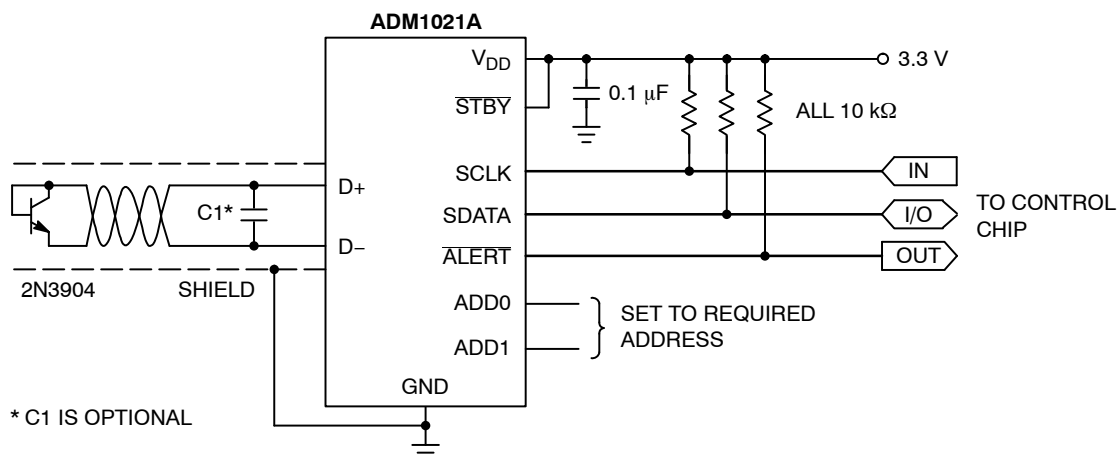 ADM1021A
V_DD
3.3 V
STBY
0.1 μF
ALL 10 kΩ
D+
SCLK
IN
C1*
SDATA
I/O
TO CONTROL
CHIP
D−
ALERT
OUT
2N3904
SHIELD
ADD0
SET TO REQUIRED
ADDRESS
ADD1
GND
* C1 IS OPTIONAL